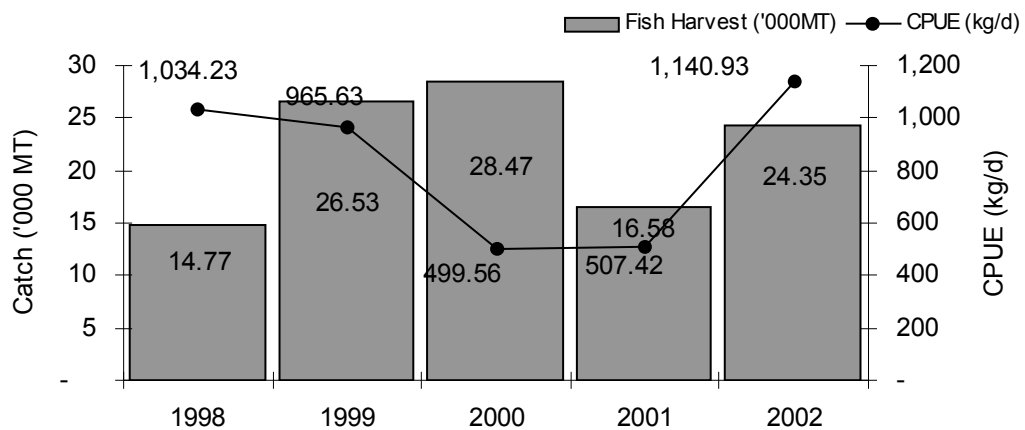 Fish Harvest ('000MT) CPUE (kg/d)
30 1,034.23 1,140.93 1,200
965.63
25 1,000
20 28.47 24.35 800
26.53
15 16.58 600
14.77 499.56 507.42
10 400
5 200
- -
Catch ('000 MT)
CPUE (kg/d)
1998 1999 2000 2001 2002